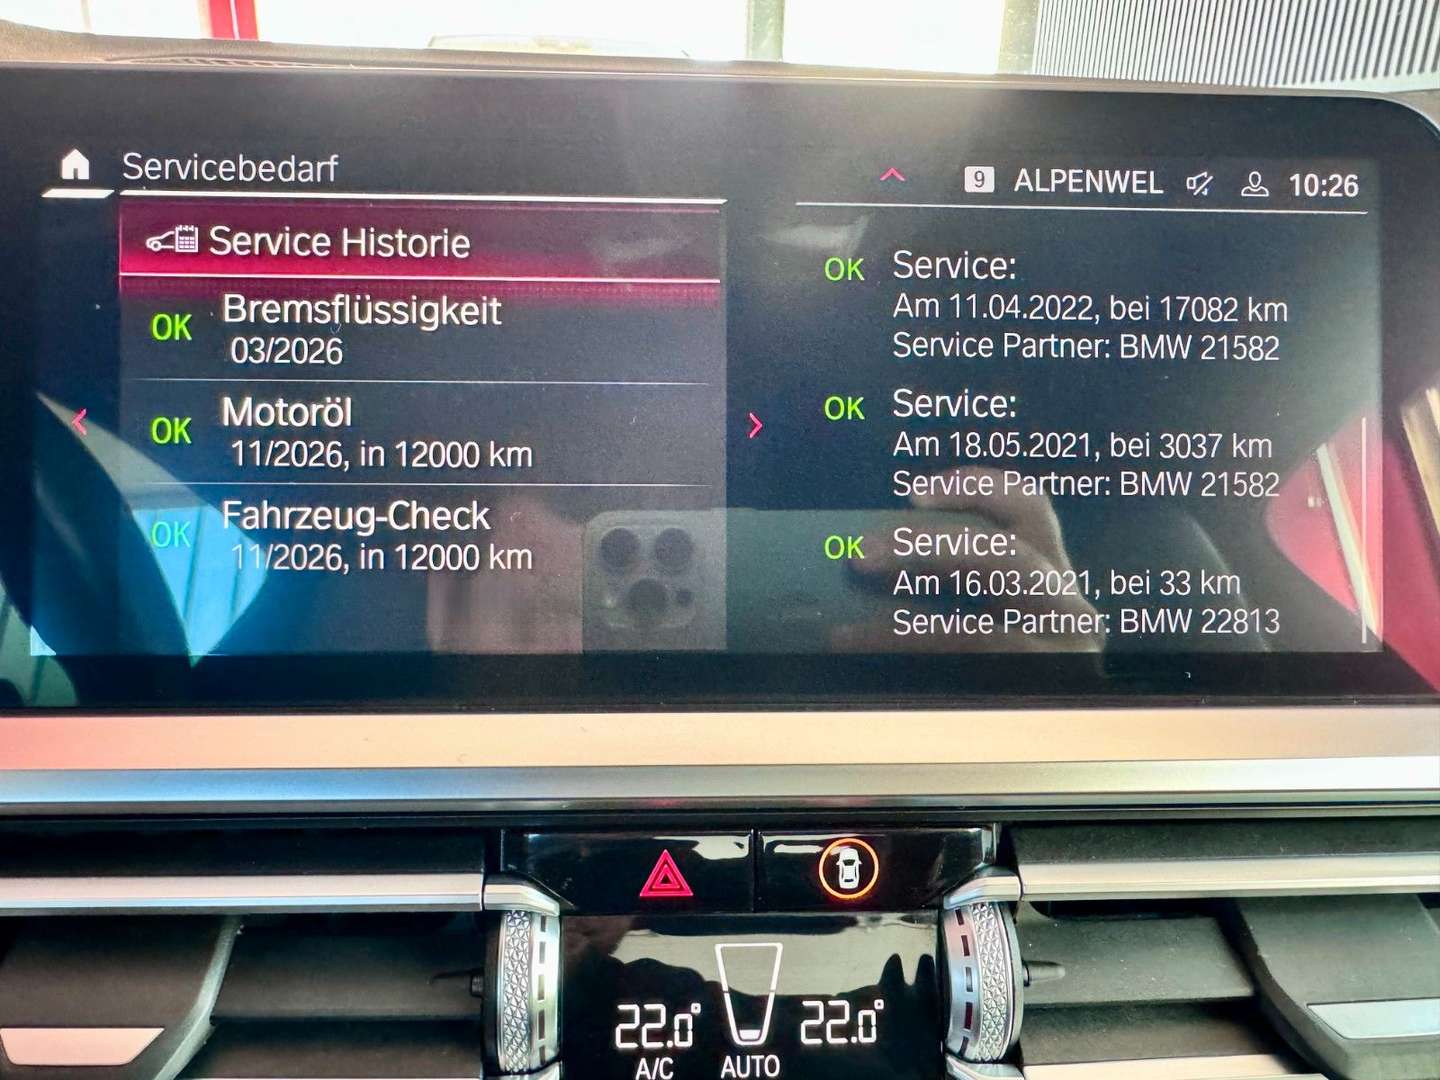 Servicebedarf
9 ALPENWEL 10:26
Service Historie
OK Bremsflüssigkeit
03/2026
OK Motoröl
11/2026, in 12000 km
OK Fahrzeug-Check
11/2026, in 12000 km
OK Service:
Am 11.04.2022, bei 17082 km
Service Partner: BMW 21582
OK Service:
Am 18.05.2021, bei 3037 km
Service Partner: BMW 21582
OK Service:
Am 16.03.2021, bei 33 km
Service Partner: BMW 22813
22.0° 22.0°
A/C AUTO